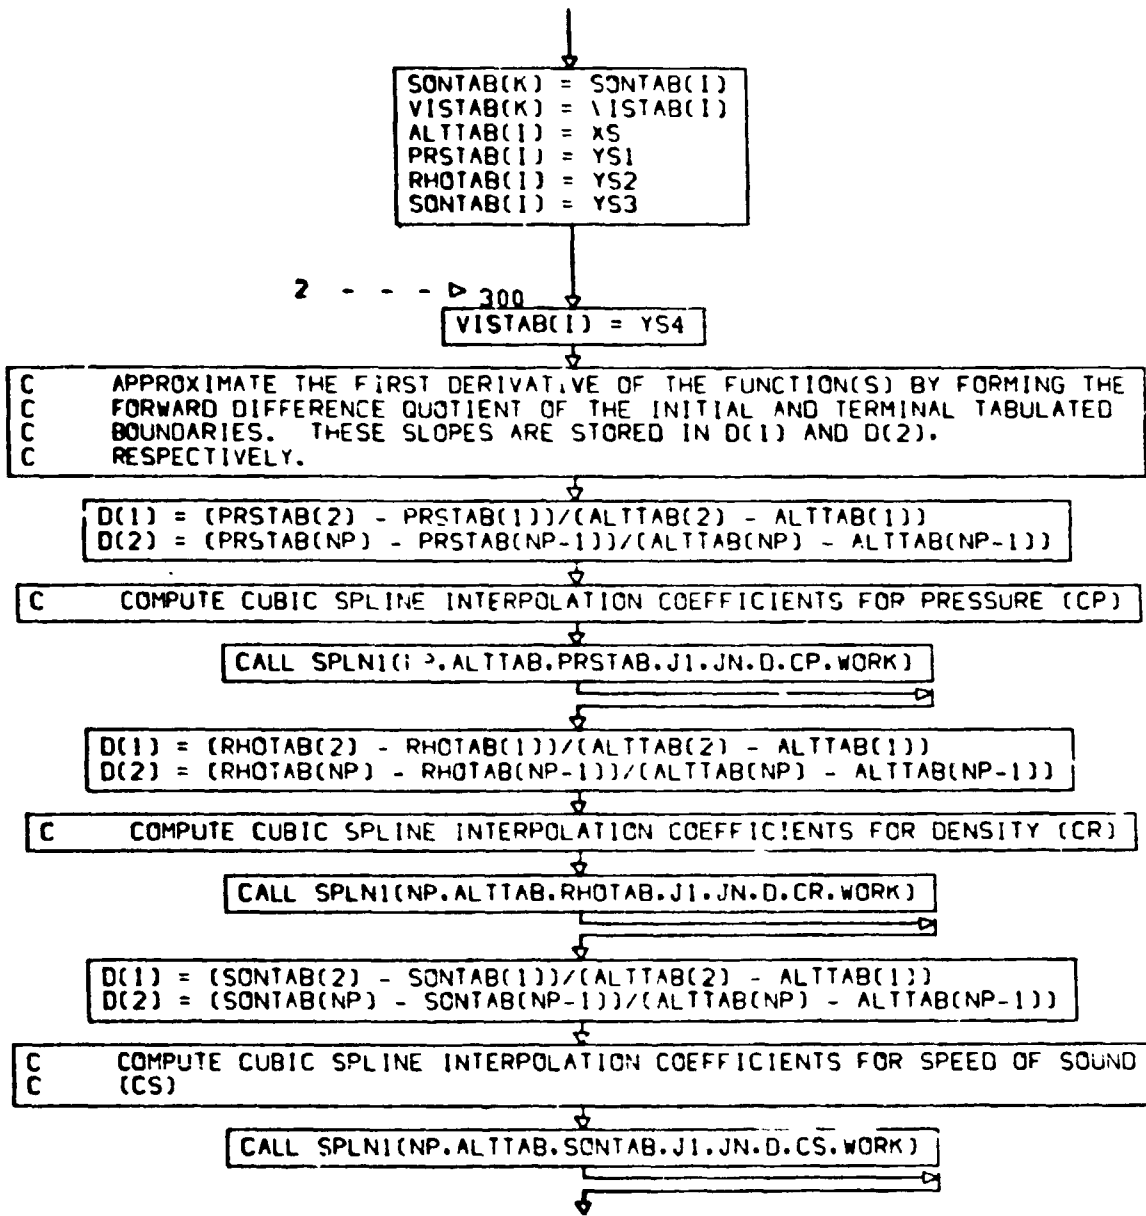 SONTAB(K) = SONTAB(I)
VISTAB(K) = \ISTAB(I)
ALTTAB(I) = XS
PRSTAB(I) = YS1
RHOTAB(I) = YS2
SONTAB(I) = YS3
2 - - - 300
VISTAB(I) = YS4
C APPROXIMATE THE FIRST DERIVATIVE OF THE FUNCTION(S) BY FORMING THE
C FORWARD DIFFERENCE QUOTIENT OF THE INITIAL AND TERMINAL TABULATED
C BOUNDARIES. THESE SLOPES ARE STORED IN D(1) AND D(2).
C RESPECTIVELY.
D(1) = (PRSTAB(2) - PRSTAB(1))/(ALTTAB(2) - ALTTAB(1))
D(2) = (PRSTAB(NP) - PRSTAB(NP-1))/(ALTTAB(NP) - ALTTAB(NP-1))
C COMPUTE CUBIC SPLINE INTERPOLATION COEFFICIENTS FOR PRESSURE (CP)
CALL SPLN1( .ALTTAB.PRSTAB.J1.JN.D.CP.WORK)
D(1) = (RHOTAB(2) - RHOTAB(1))/(ALTTAB(2) - ALTTAB(1))
D(2) = (RHOTAB(NP) - RHOTAB(NP-1))/(ALTTAB(NP) - ALTTAB(NP-1))
C COMPUTE CUBIC SPLINE INTERPOLATION COEFFICIENTS FOR DENSITY (CR)
CALL SPLN1(NP.ALTTAB.RHOTAB.J1.JN.D.CR.WORK)
D(1) = (SONTAB(2) - SONTAB(1))/(ALTTAB(2) - ALTTAB(1))
D(2) = (SONTAB(NP) - SONTAB(NP-1))/(ALTTAB(NP) - ALTTAB(NP-1))
C COMPUTE CUBIC SPLINE INTERPOLATION COEFFICIENTS FOR SPEED OF SOUND
C (CS)
CALL SPLN1(NP.ALTTAB.SONTAB.J1.JN.D.CS.WORK)